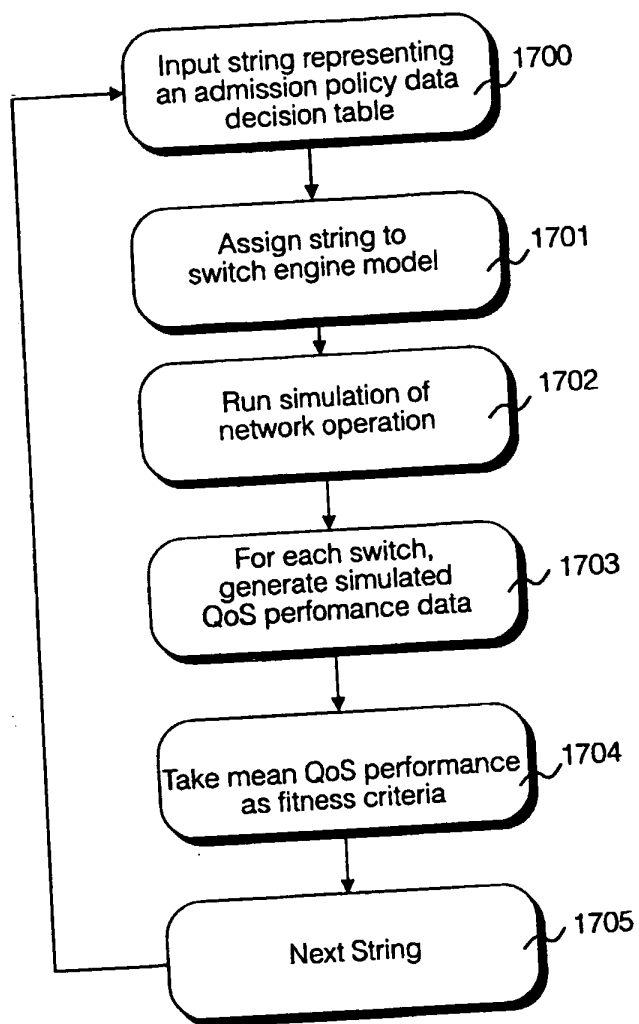 Input string representing
an admission policy data
decision table
1700
Assign string to
switch engine model
1701
Run simulation of
network operation
1702
For each switch,
generate simulated
QoS perfomance data
1703
Take mean QoS performance
as fitness criteria
1704
Next String
1705